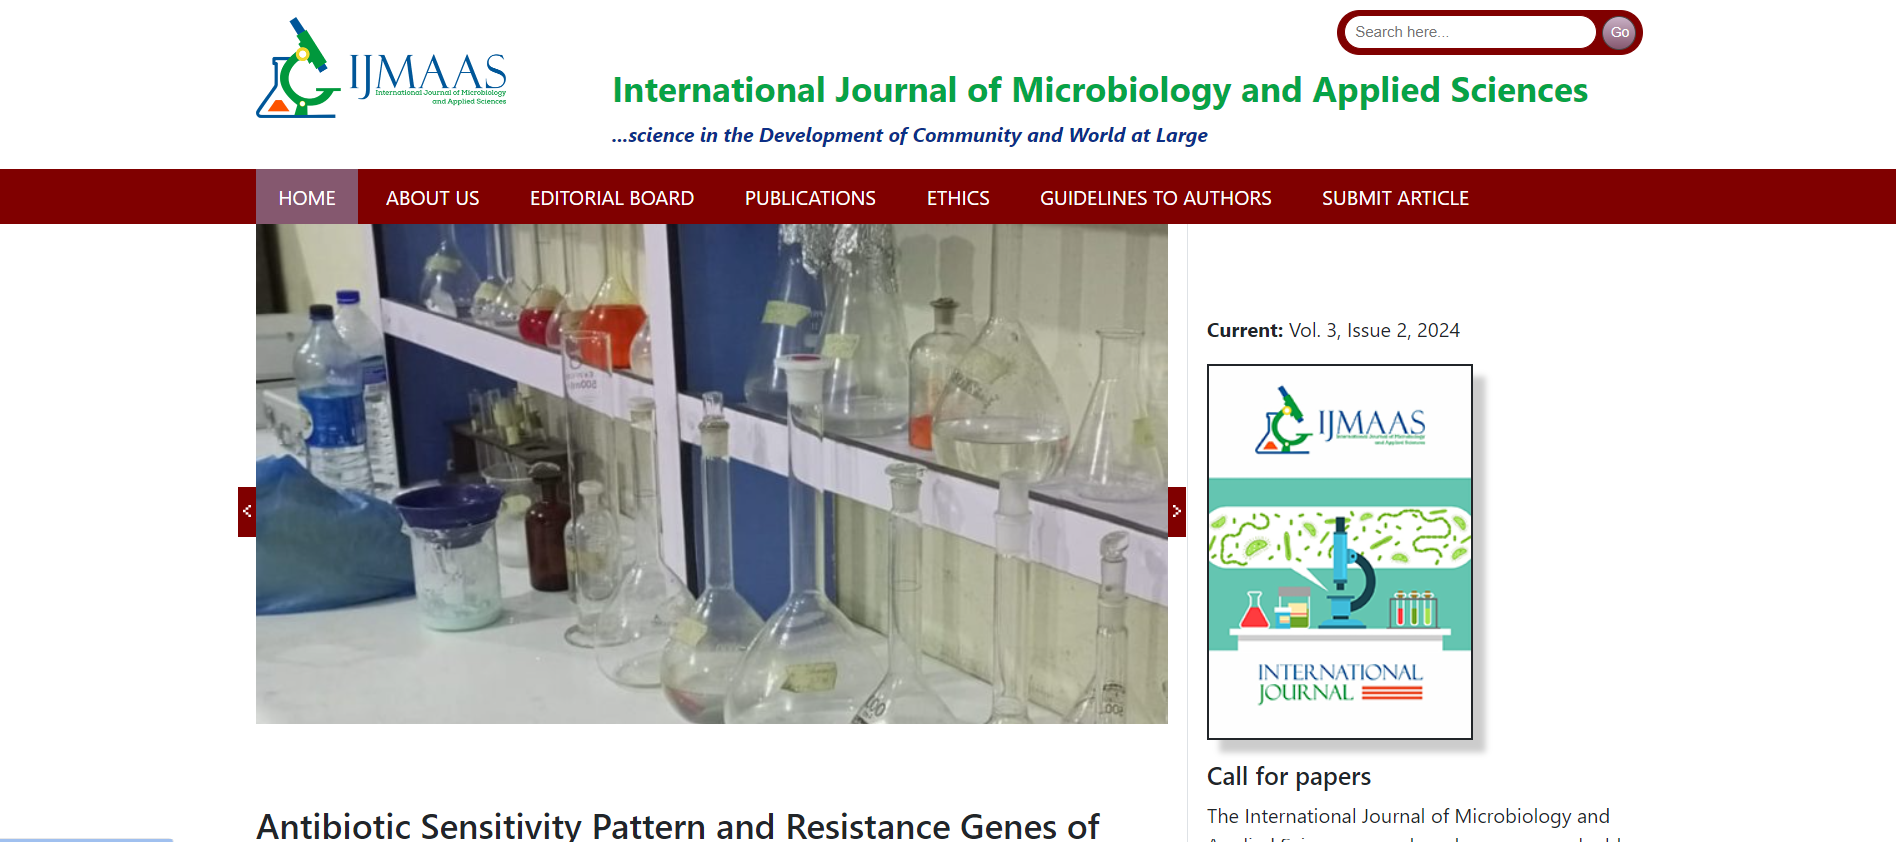 IJMAAS
International Journal of Microbiology
and Applied Sciences
Search here...
Go
International Journal of Microbiology and Applied Sciences
...science in the Development of Community and World at Large
HOME ABOUT US EDITORIAL BOARD PUBLICATIONS ETHICS GUIDELINES TO AUTHORS SUBMIT ARTICLE
Current: Vol. 3, Issue 2, 2024
IJMAAS
International Journal of Microbiology
and Applied Sciences
INTERNATIONAL
JOURNAL
Call for papers
The International Journal of Microbiology and
Antibiotic Sensitivity Pattern and Resistance Genes of